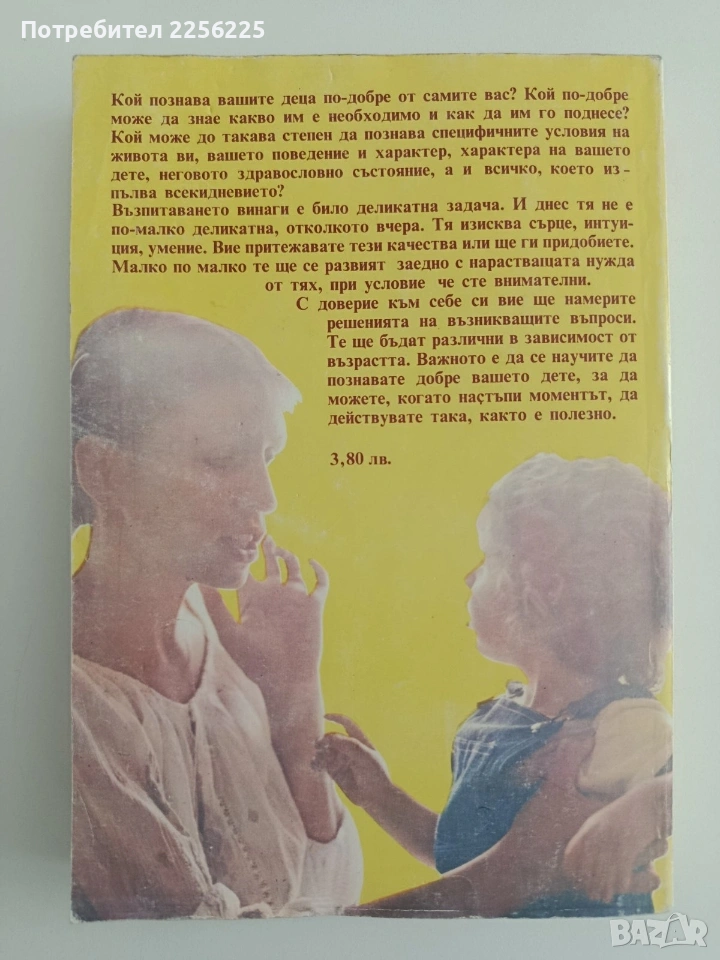 Потребител 2256225
Кой познава вашите деца по-добре от самите вас? Кой по-добре
може да знае какво им е необходимо и как да им го поднесе?
Кой може до такава степен да познава специфичните условия на
живота ви, вашето поведение и характер, характера на вашето
дете, неговото здравословно състояние, а и всичко, което из-
пълва всекидневието?
Възпитаването винаги е било деликатна задача. И днес тя не е
по-малко деликатна, отколкото вчера. Тя изисква сърце, интуи-
ция, умение. Вие притежавате тези качества или ще ги придобиете.
Малко по малко те ще се развият заедно с нарастващата нужда
от тях, при условие че сте внимателни.
С доверие към себе си вие ще намерите
решенията на възникващите въпроси.
Те ще бъдат различни в зависимост от
възрастта. Важното е да се научите да
познавате добре вашето дете, за да
можете, когато настъпи моментът, да
действувате така, както е полезно.
3,80 лв.
BAZAR